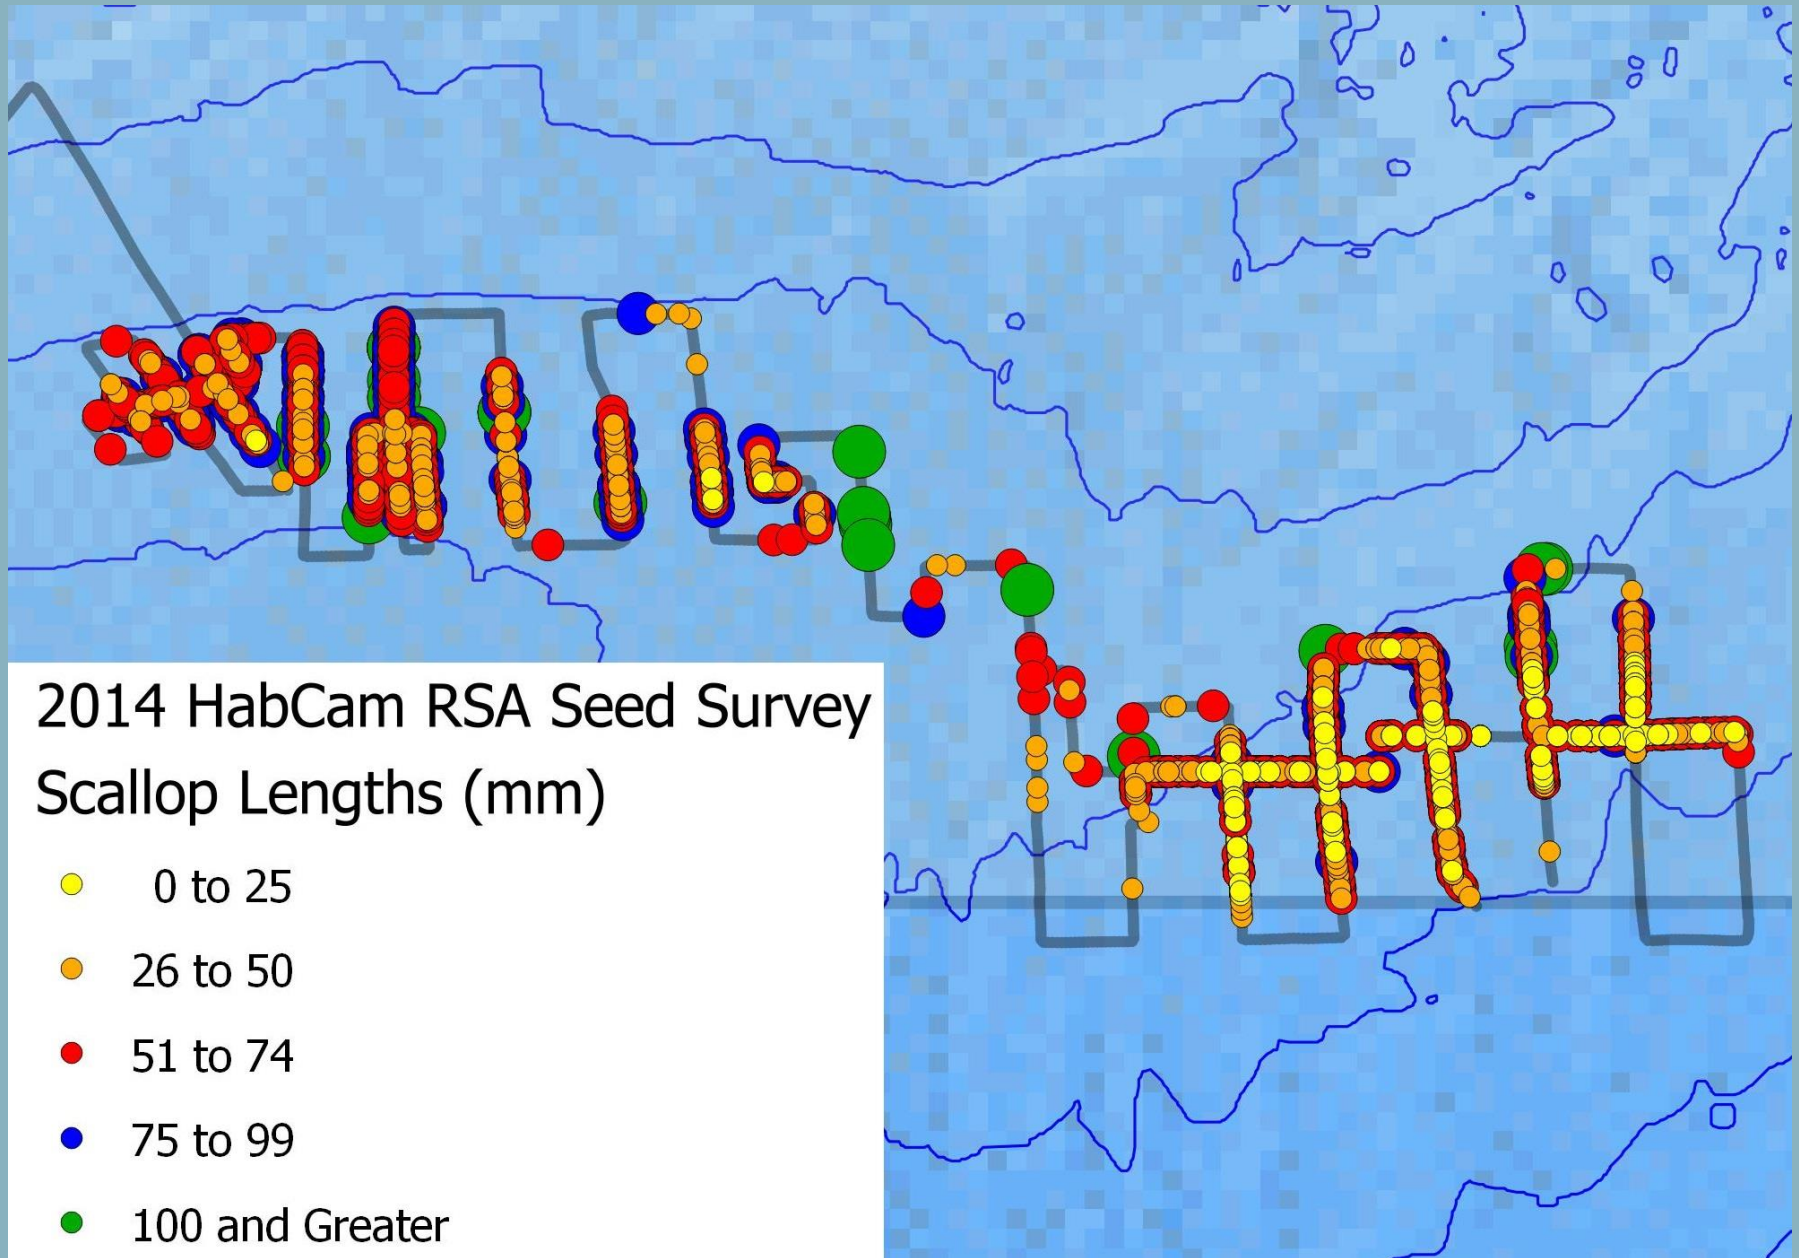 2014 HabCam RSA Seed Survey
Scallop Lengths (mm)
0 to 25
26 to 50
51 to 74
75 to 99
100 and Greater